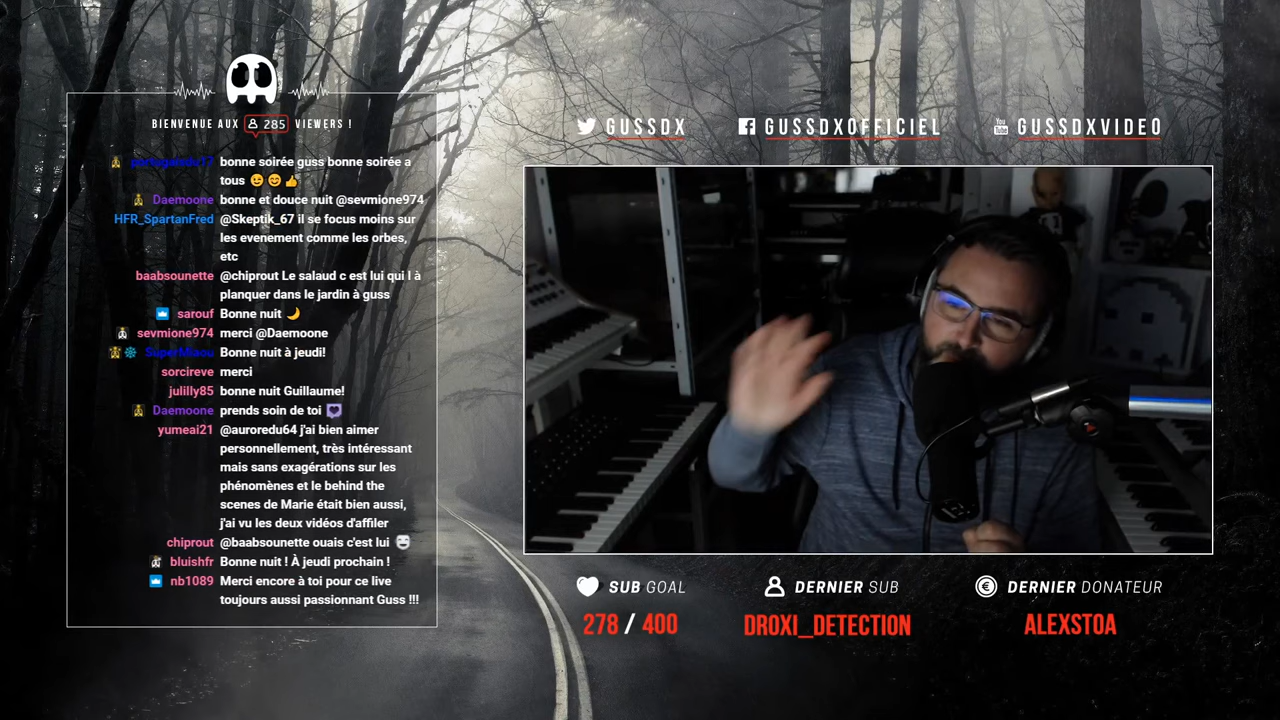 BIENVENUE AUX 285 VIEWERS !
GUSSDX GUSSDXOFFICIEL You Tube GUSSDXVIDEO
bonne soirée guss bonne soirée a
tous 😉😊👍
Daemoone bonne et douce nuit @sevmione974
HFR_SpartanFred @Skeptik_67 il se focus moins sur
les evenement comme les orbes,
etc
baabsounette @chiprout Le salaud c est lui qui l à
planquer dans le jardin à guss
sarouf Bonne nuit 🌙
sevmione974 merci @Daemoone
SuperMiaou Bonne nuit à jeudi!
sorcireve merci
julilly85 bonne nuit Guillaume!
Daemoone prends soin de toi
yumeai21 @auroredu64 j'ai bien aimer
personnellement, très intéressant
mais sans exagérations sur les
phénomènes et le behind the
scenes de Marie était bien aussi,
j'ai vu les deux vidéos d'affiler
chiprout @baabsounette ouais c'est lui
bluishfr Bonne nuit ! À jeudi prochain !
nb1089 Merci encore à toi pour ce live
toujours aussi passionnant Guss !!!
SUB GOAL DERNIER SUB DERNIER DONATEUR
278 / 400 DROXI_DETECTION ALEXSTOA